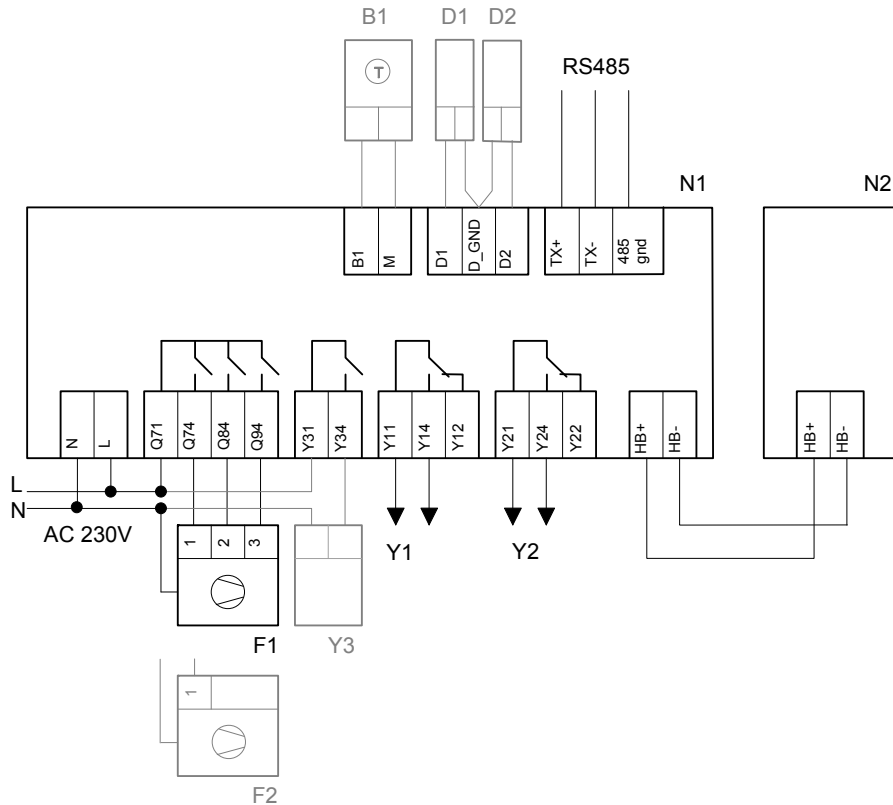 B1 D1 D2
T
RS485
N1 N2
B1 M D1 D_GND D2 TX+ TX- 485 gnd
N L Q71 Q74 Q84 Q94 Y31 Y34 Y11 Y14 Y12 Y21 Y24 Y22 HB+ HB- HB+ HB-
L
N
AC 230V
1 2 3
Y1 Y2
F1 Y3
1
F2